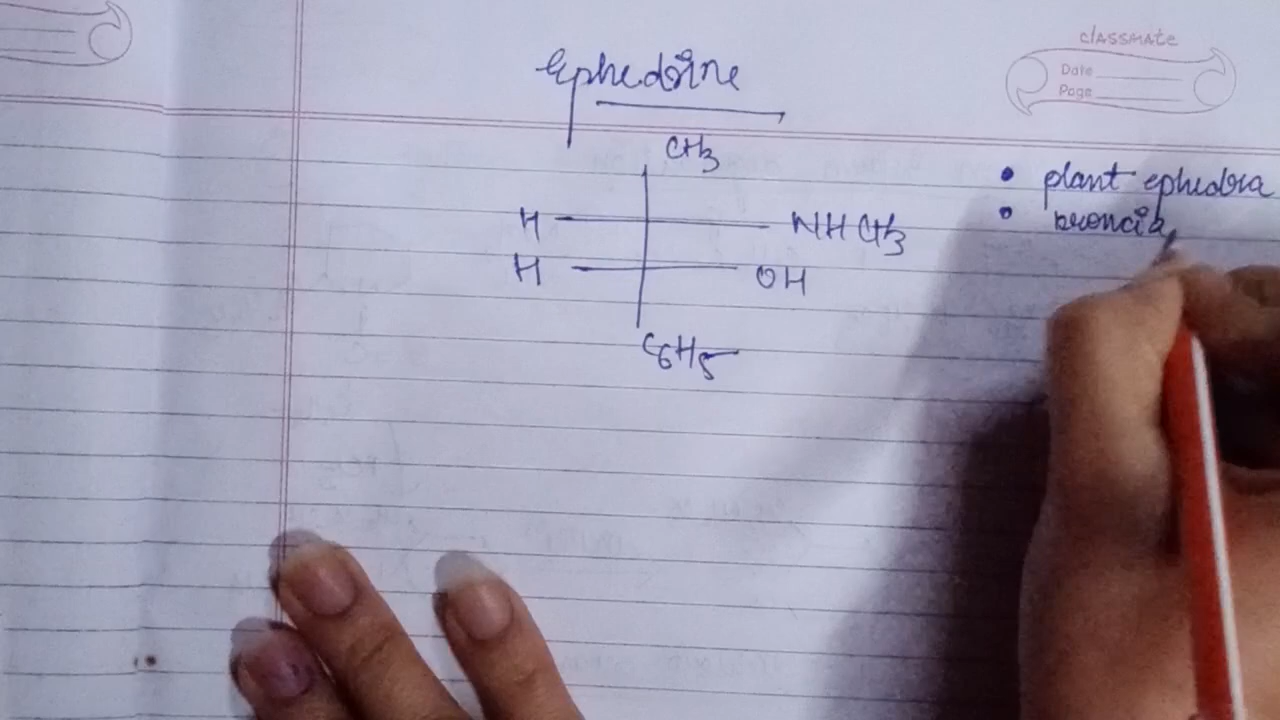 classmate
Date
Page
Ephedrine
CH3
H NHCH3
H OH
C6H5
• plant ephedra
• broncia